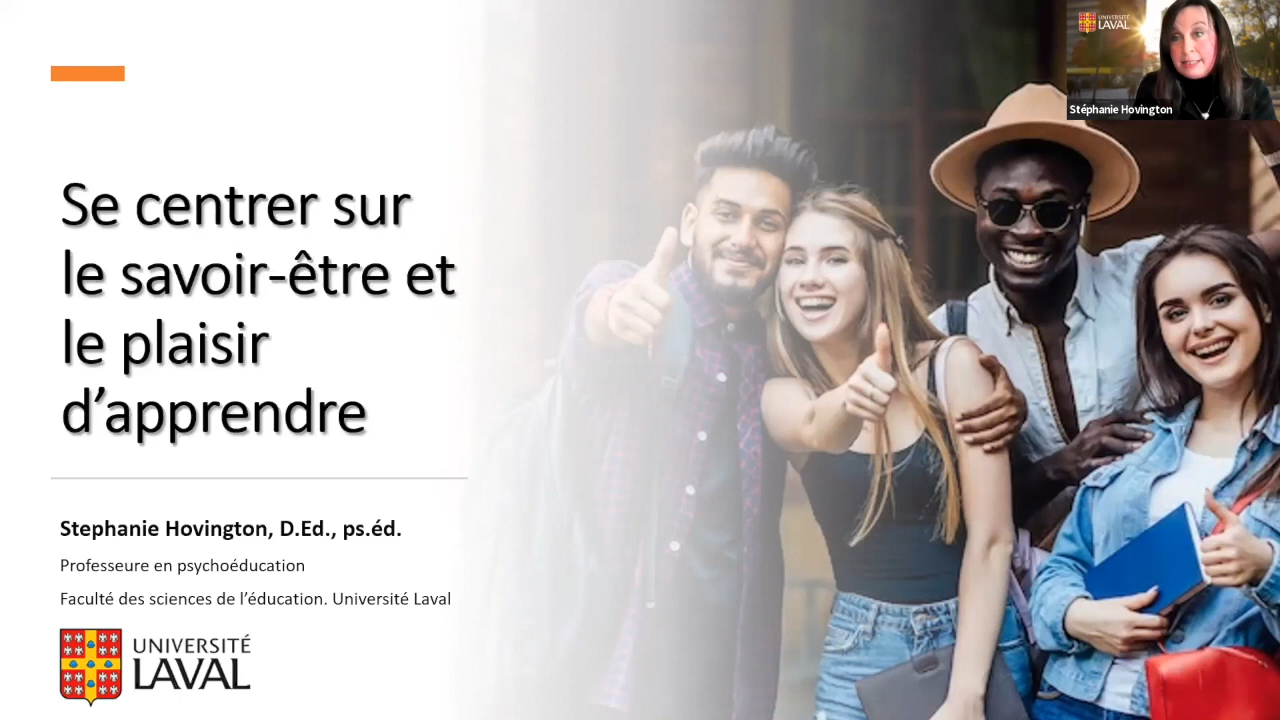 UNIVERSITÉ
LAVAL
Stéphanie Hovington
Se centrer sur
le savoir-être et
le plaisir
d’apprendre
Stephanie Hovington, D.Ed., ps.éd.
Professeure en psychoéducation
Faculté des sciences de l’éducation. Université Laval
UNIVERSITÉ
LAVAL